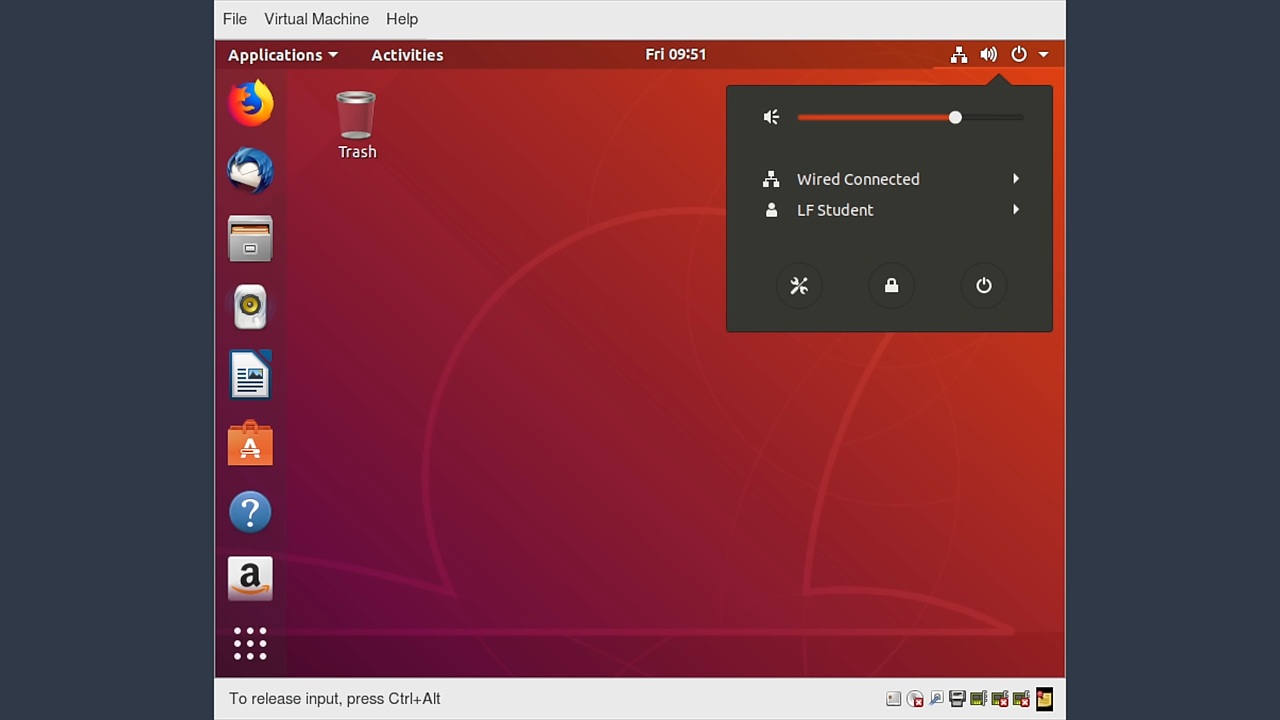 File Virtual Machine Help
Applications Activities Fri 09:51
Trash
Wired Connected
LF Student
A
?
a
To release input, press Ctrl+Alt